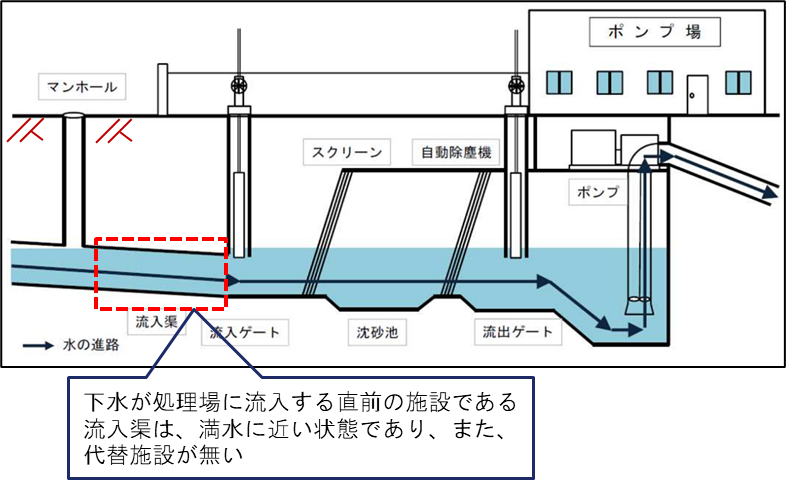 ポンプ場
マンホール
スクリーン
自動除塵機
ポンプ
流入渠
流入ゲート
沈砂池
流出ゲート
水の進路
下水が処理場に流入する直前の施設である
流入渠は、満水に近い状態であり、また、
代替施設が無い